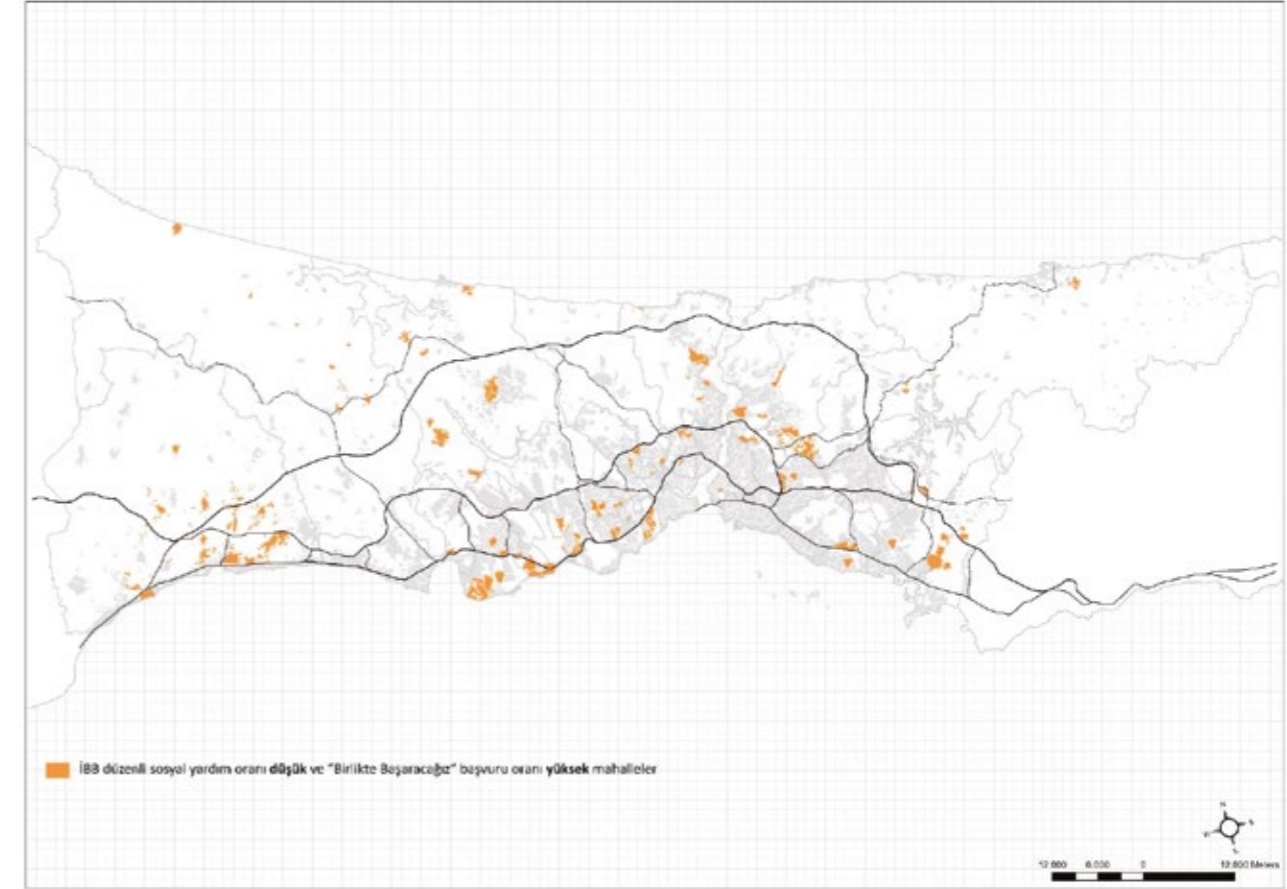 İBB düzenli sosyal yardım oranı düşük ve "Birlikte Başaracağız" başvuru oranı yüksek mahalleler
12.000 6.000 0 12.000 Meters